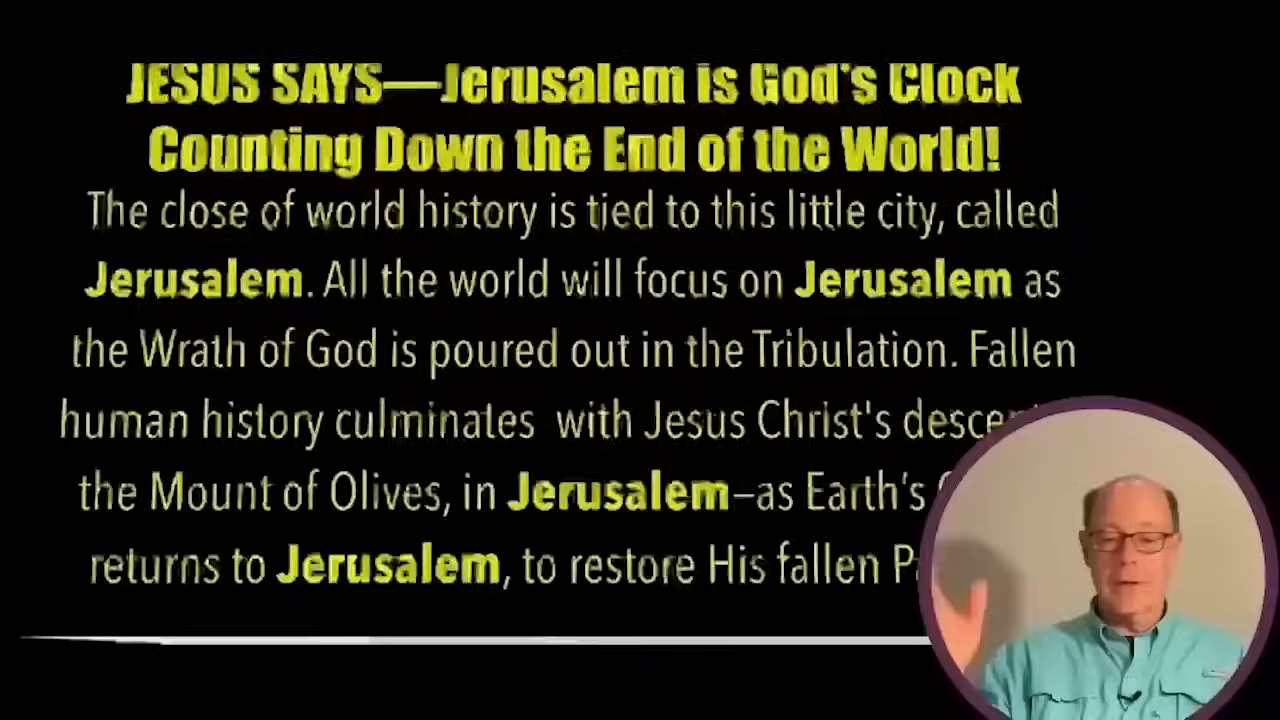 JESUS SAYS—Jerusalem is God's Clock
Counting Down the End of the World!
The close of world history is tied to this little city, called
Jerusalem. All the world will focus on Jerusalem as
the Wrath of God is poured out in the Tribulation. Fallen
human history culminates with Jesus Christ's
the Mount of Olives, in Jerusalem–as Earth's
returns to Jerusalem, to restore His fallen